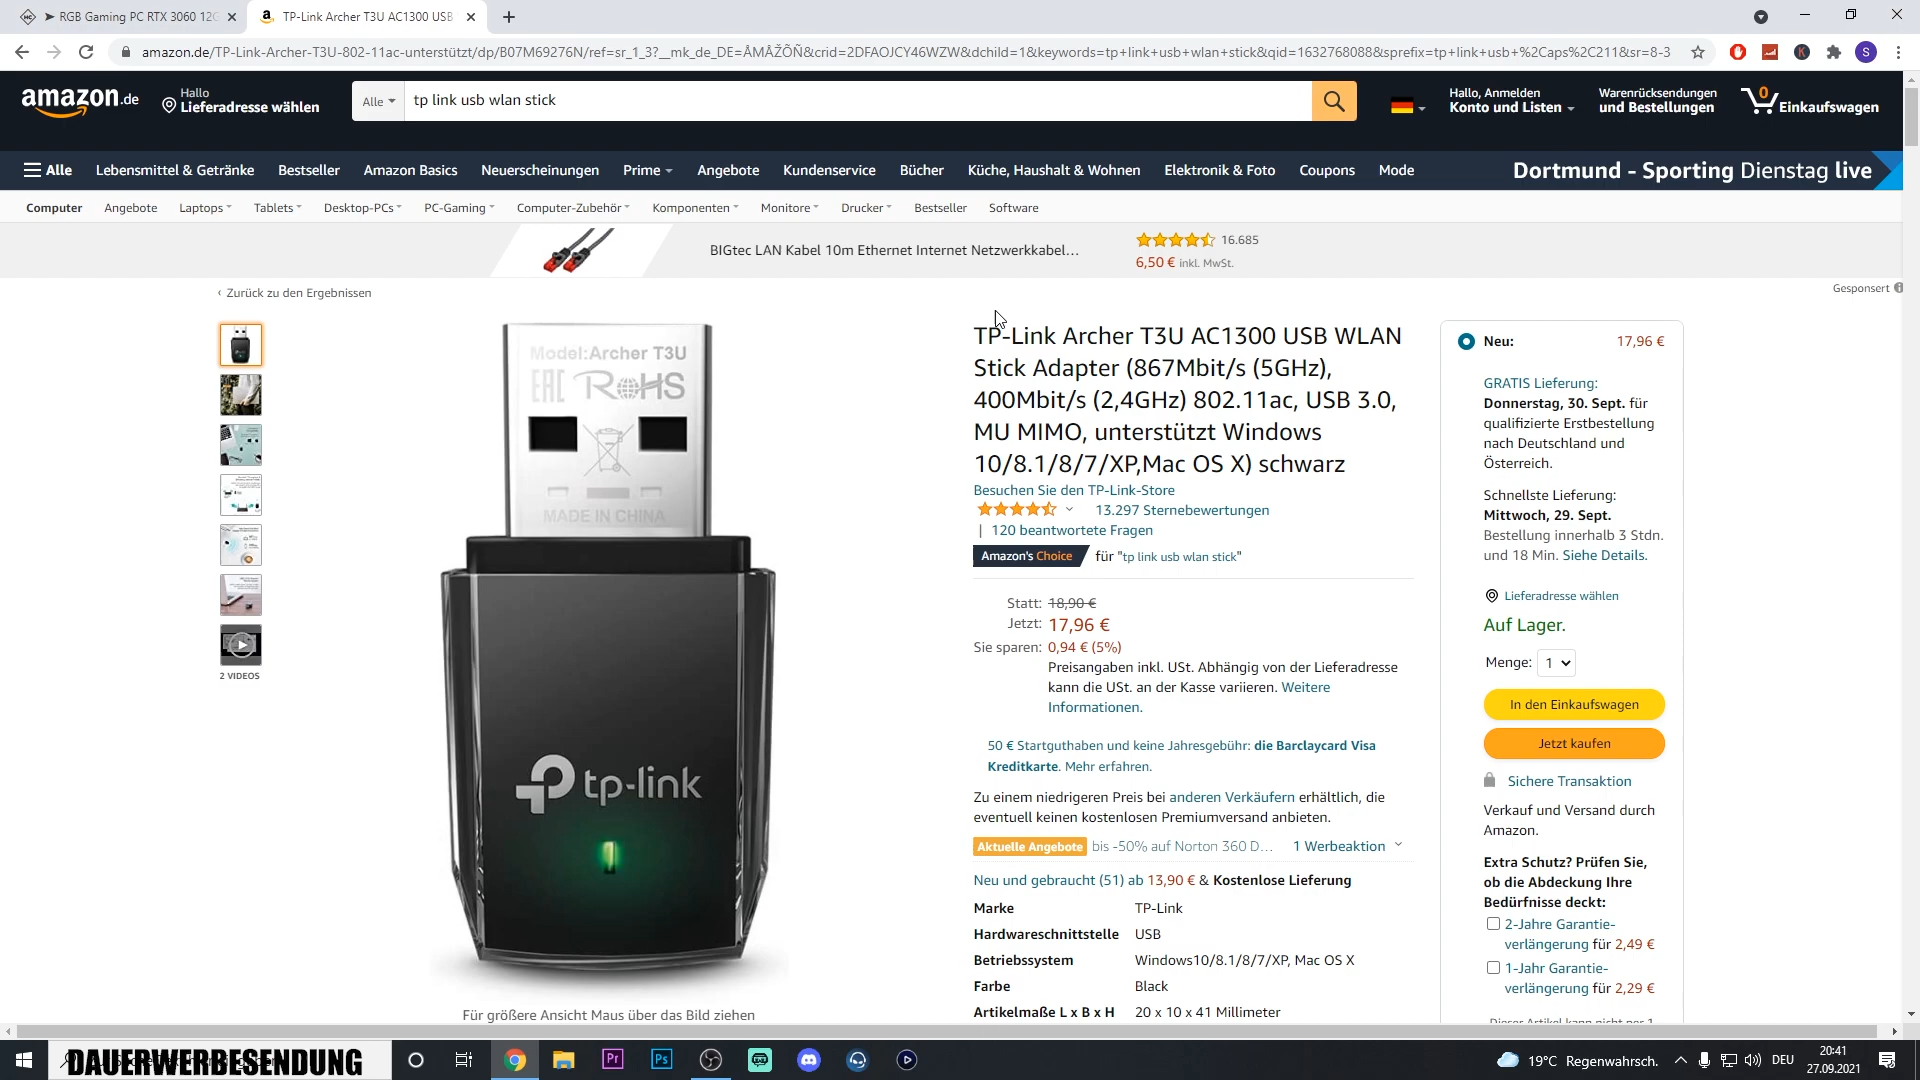 ➤ RGB Gaming PC RTX 3060 12G
TP-Link Archer T3U AC1300 USB
amazon.de/TP-Link-Archer-T3U-802-11ac-unterstützt/dp/B07M69276N/ref=sr_1_3?__mk_de_DE=ÅMÅŽÕÑ&crid=2DFAOJCY46WZW&dchild=1&keywords=tp+link+usb+wlan+stick&qid=1632768088&sprefix=tp+link+usb+%2Caps%2C211&sr=8-3
S
amazon.de
Hallo
Lieferadresse wählen
Alle
tp link usb wlan stick
Hallo, Anmelden
Konto und Listen
Warenrücksendungen
und Bestellungen
0
Einkaufswagen
Alle Lebensmittel & Getränke Bestseller Amazon Basics Neuerscheinungen Prime Angebote Kundenservice Bücher Küche, Haushalt & Wohnen Elektronik & Foto Coupons Mode
Dortmund - Sporting Dienstag live
Computer Angebote Laptops Tablets Desktop-PCs PC-Gaming Computer-Zubehör Komponenten Monitore Drucker Bestseller Software
BIGtec LAN Kabel 10m Ethernet Internet Netzwerkkabel…
16.685
6,50 € inkl. MwSt.
‹ Zurück zu den Ergebnissen
Gesponsert
Model:Archer T3U
EAC RoHS
MADE IN CHINA
tp-link
2 VIDEOS
Für größere Ansicht Maus über das Bild ziehen
TP-Link Archer T3U AC1300 USB WLAN
Stick Adapter (867Mbit/s (5GHz),
400Mbit/s (2,4GHz) 802.11ac, USB 3.0,
MU MIMO, unterstützt Windows
10/8.1/8/7/XP,Mac OS X) schwarz
Besuchen Sie den TP-Link-Store
13.297 Sternebewertungen
| 120 beantwortete Fragen
Amazon's Choice für "tp link usb wlan stick"
Statt: 18,90 €
Jetzt: 17,96 €
Sie sparen: 0,94 € (5%)
Preisangaben inkl. USt. Abhängig von der Lieferadresse
kann die USt. an der Kasse variieren. Weitere
Informationen.
50 € Startguthaben und keine Jahresgebühr: die Barclaycard Visa
Kreditkarte. Mehr erfahren.
Zu einem niedrigeren Preis bei anderen Verkäufern erhältlich, die
eventuell keinen kostenlosen Premiumversand anbieten.
Aktuelle Angebote bis -50% auf Norton 360 D… 1 Werbeaktion
Neu und gebraucht (51) ab 13,90 € & Kostenlose Lieferung
Marke TP-Link
Hardwareschnittstelle USB
Betriebssystem Windows10/8.1/8/7/XP, Mac OS X
Farbe Black
Artikelmaße L x B x H 20 x 10 x 41 Millimeter
Neu: 17,96 €
GRATIS Lieferung:
Donnerstag, 30. Sept. für
qualifizierte Erstbestellung
nach Deutschland und
Österreich.
Schnellste Lieferung:
Mittwoch, 29. Sept.
Bestellung innerhalb 3 Stdn.
und 18 Min. Siehe Details.
Lieferadresse wählen
Auf Lager.
Menge: 1
In den Einkaufswagen
Jetzt kaufen
Sichere Transaktion
Verkauf und Versand durch
Amazon.
Extra Schutz? Prüfen Sie,
ob die Abdeckung Ihre
Bedürfnisse deckt:
2-Jahre Garantie-
verlängerung für 2,49 €
1-Jahr Garantie-
verlängerung für 2,29 €
DAUERWERBESENDUNG
Pr
Ps
19°C Regenwahrsch.
DEU
20:41
27.09.2021